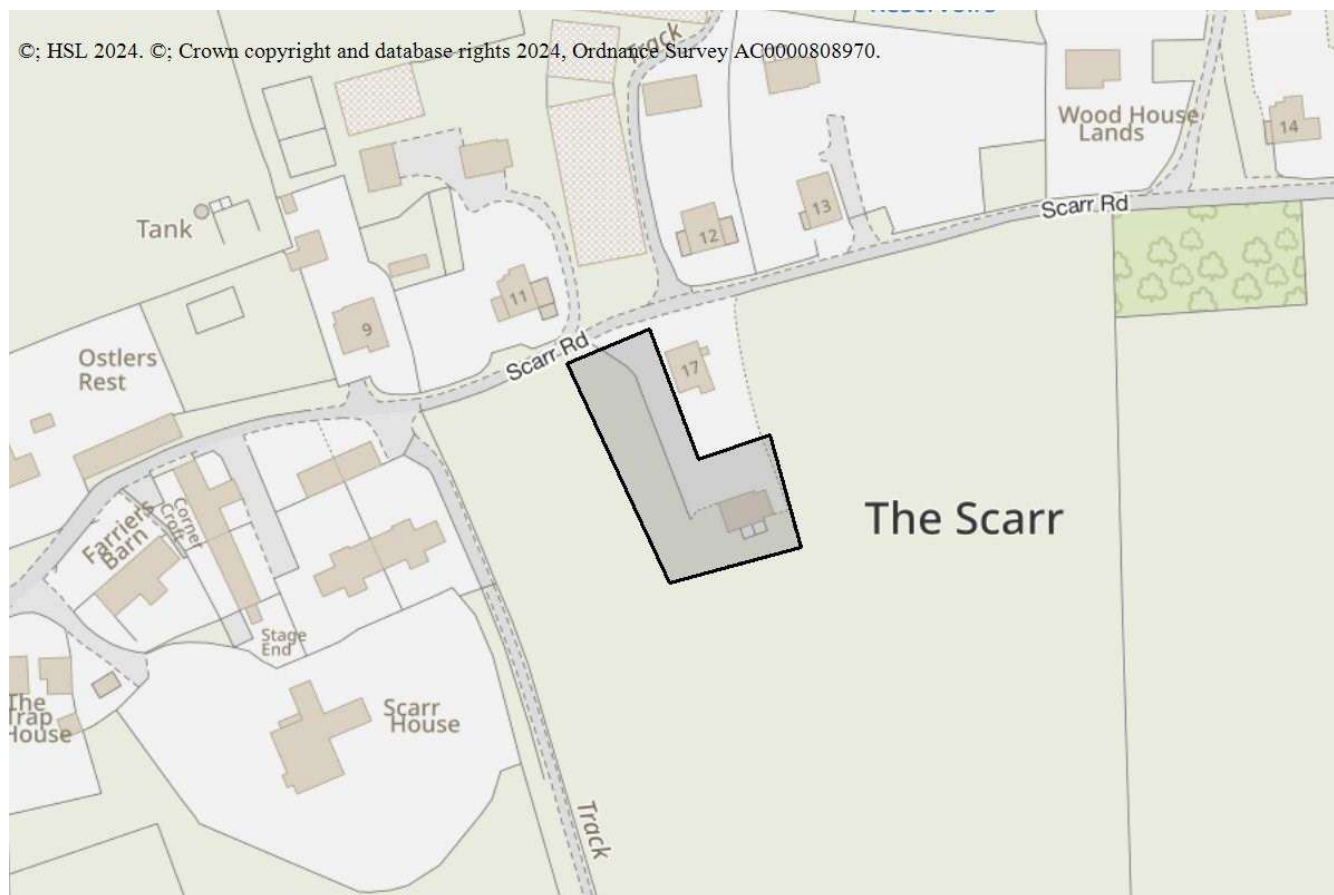 Reservoirs
©; HSL 2024. ©; Crown copyright and database rights 2024, Ordnance Survey AC0000808970.
Track
Wood House
Lands
14
Scarr Rd
13
12
Tank
11
9
Scarr Rd
17
Ostlers
Rest
Farriers
Barn
Corner
Croft
The Scarr
Stage
End
Scarr
House
The
Trap
House
Track